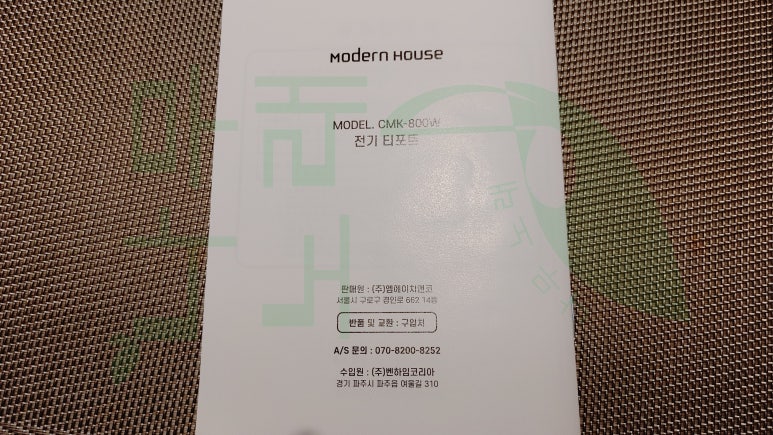 MODERN HOUSE
MODEL. CMK-800W
전기 티포트
판매원 : (주)엠에이치앤코
서울시 구로구 경인로 662 14층
반품 및 교환 : 구입처
A/S 문의 : 070-8200-8252
수입원 : (주)벤하임코리아
경기 파주시 파주읍 여울길 310